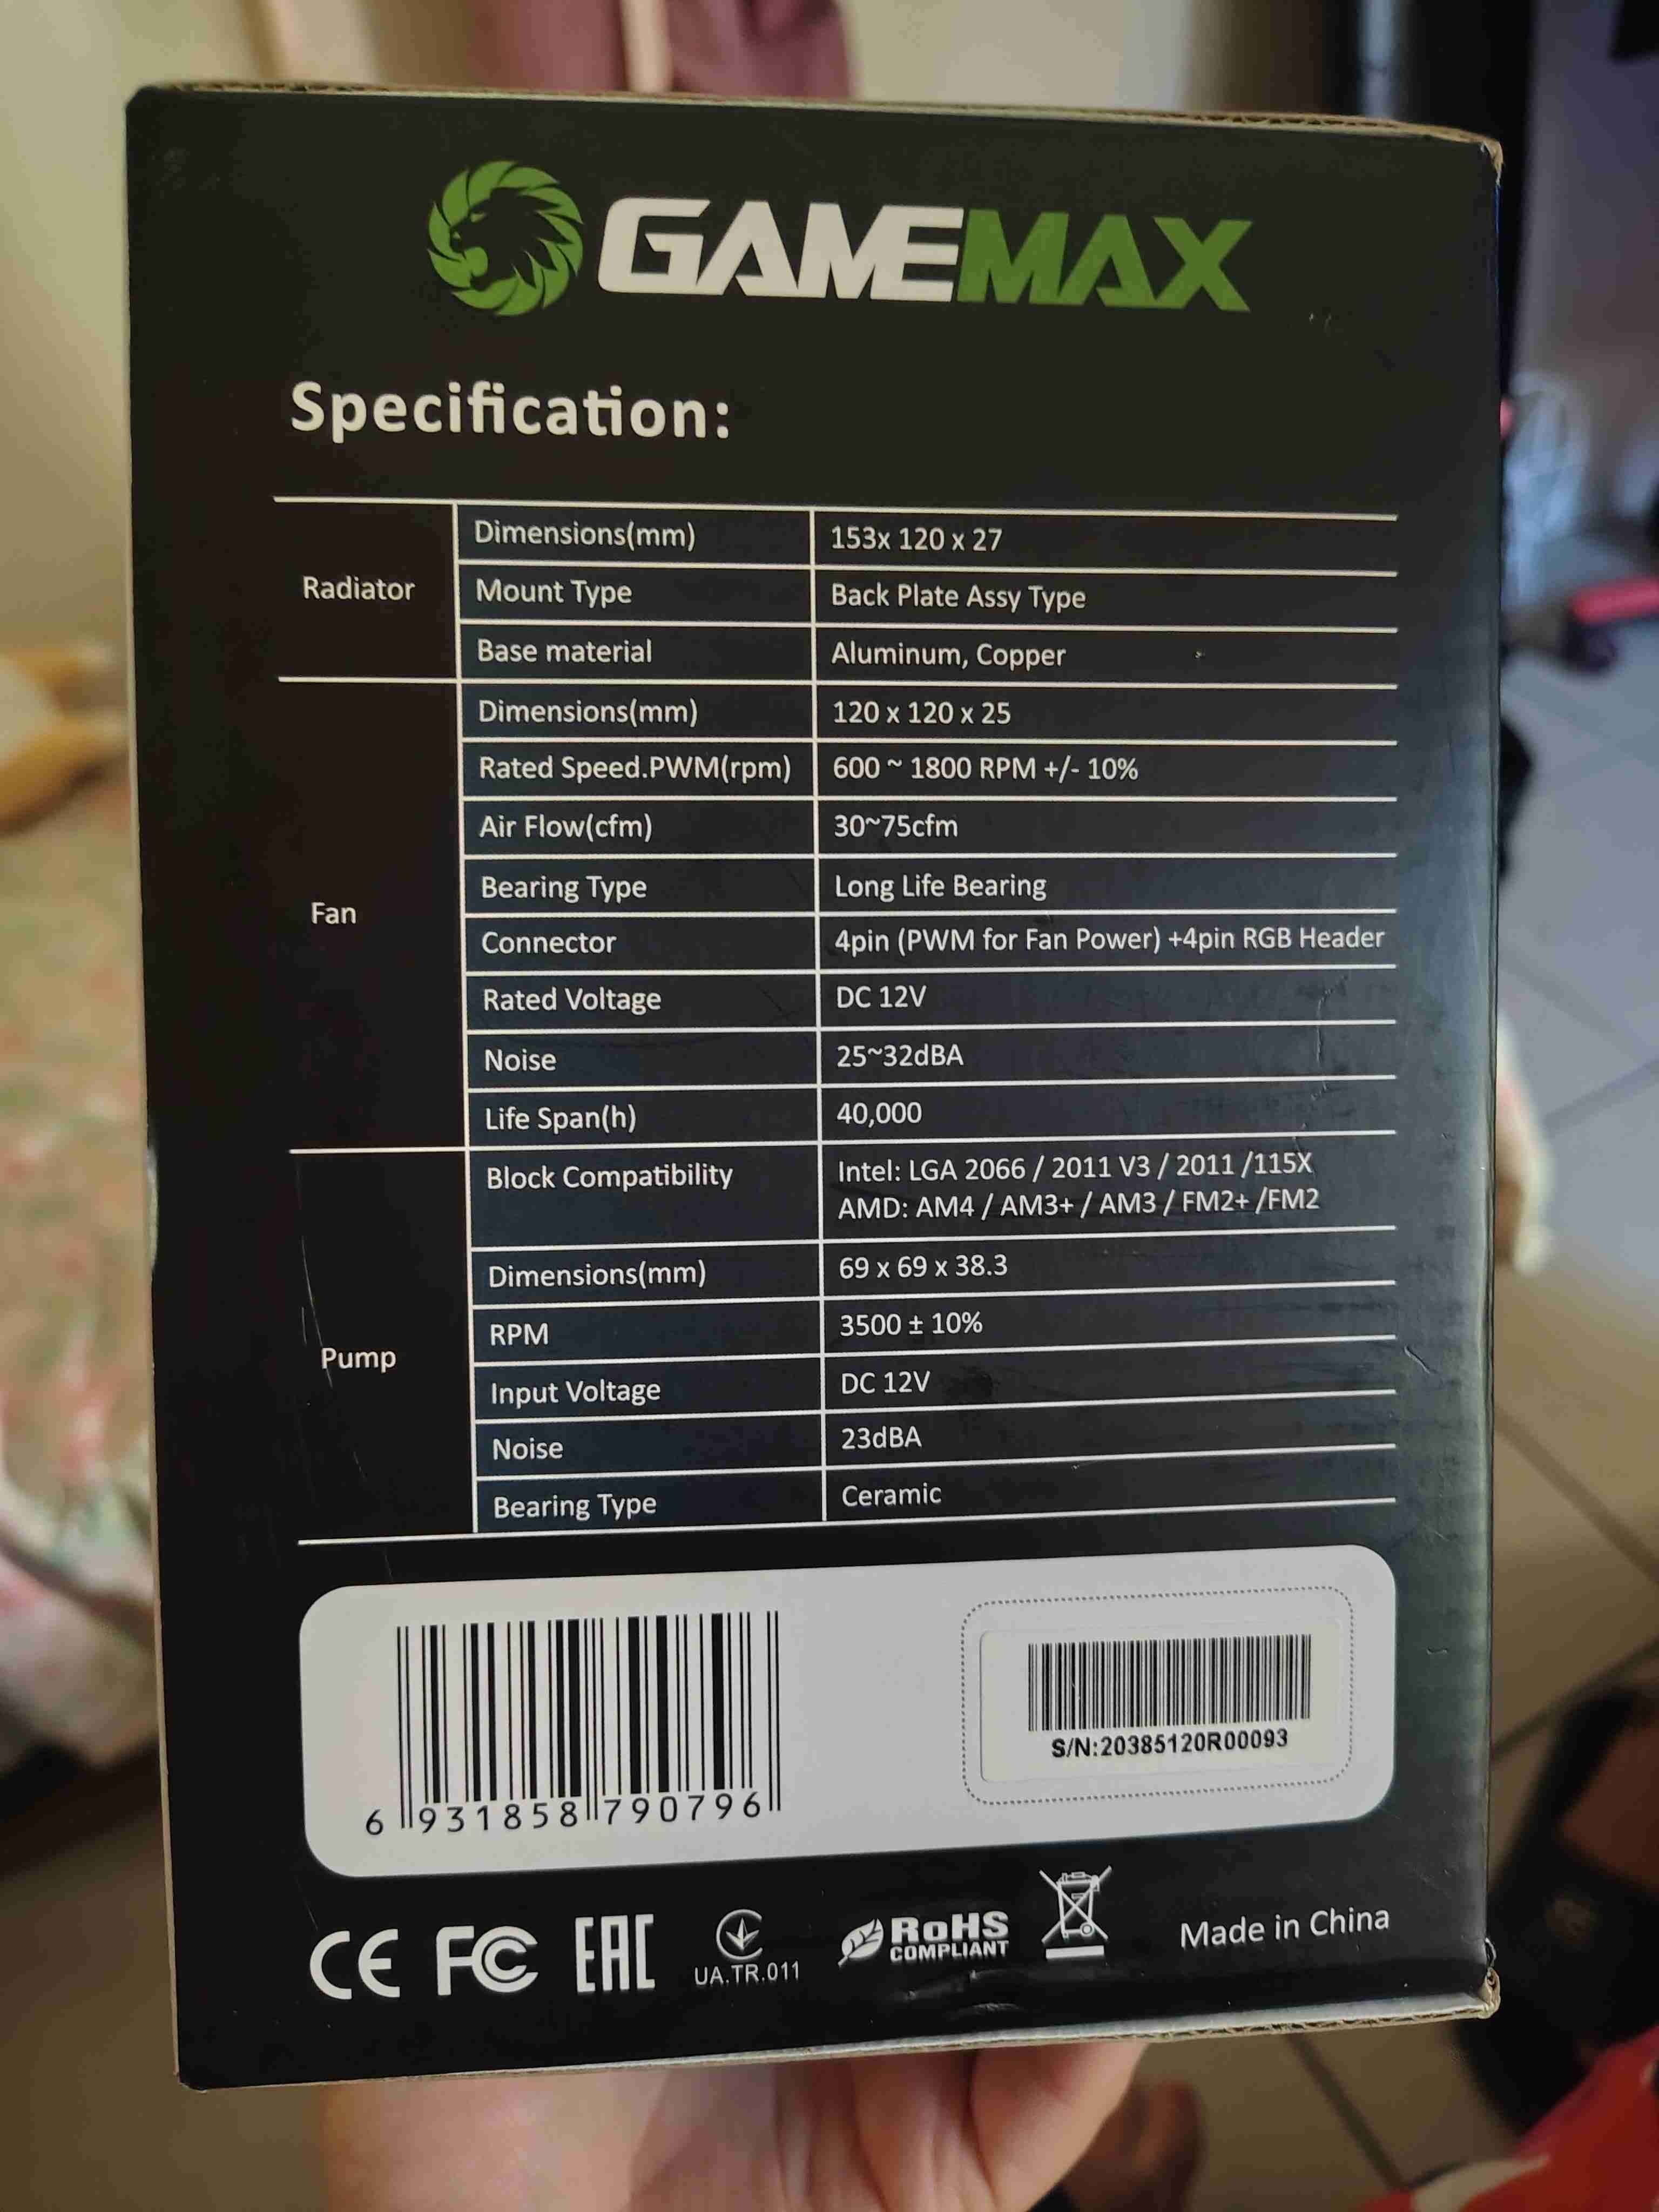 GAMEMAX
Specification:
Radiator
Dimensions(mm) 153x 120 x 27
Mount Type Back Plate Assy Type
Base material Aluminum, Copper
Fan
Dimensions(mm) 120 x 120 x 25
Rated Speed.PWM(rpm) 600 ~ 1800 RPM +/- 10%
Air Flow(cfm) 30~75cfm
Bearing Type Long Life Bearing
Connector 4pin (PWM for Fan Power) +4pin RGB Header
Rated Voltage DC 12V
Noise 25~32dBA
Life Span(h) 40,000
Pump
Block Compatibility Intel: LGA 2066 / 2011 V3 / 2011 /115X
AMD: AM4 / AM3+ / AM3 / FM2+ /FM2
Dimensions(mm) 69 x 69 x 38.3
RPM 3500 ± 10%
Input Voltage DC 12V
Noise 23dBA
Bearing Type Ceramic
6 931858 790796
S/N:20385120R00093
CE FC EAC UA.TR.011 RoHS COMPLIANT Made in China